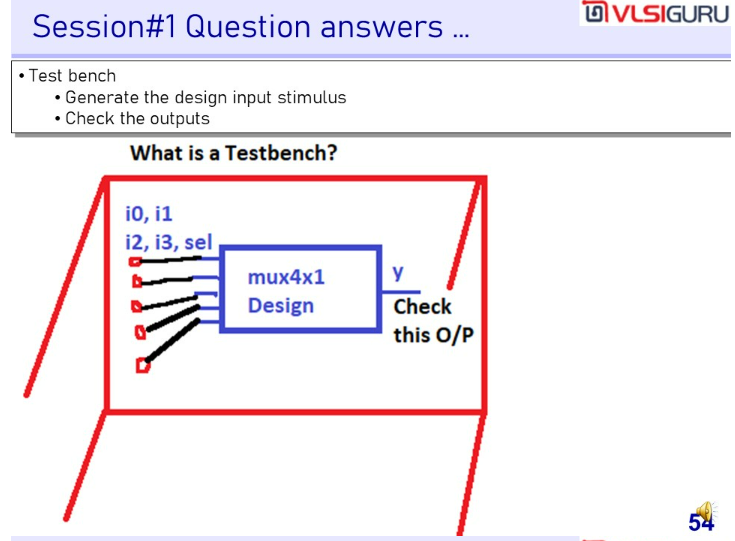 Session#1 Question answers ...
VLSIGURU
• Test bench
• Generate the design input stimulus
• Check the outputs
What is a Testbench?
i0, i1
i2, i3, sel
mux4x1
Design
y
Check
this O/P
54